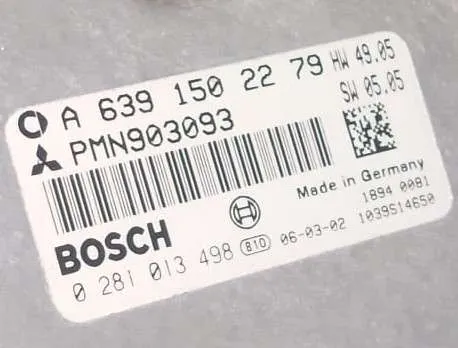 A 639 150 22 79 HW 49.05
SW 05.05
PMN903093
Made in Germany
1894 0081
BOSCH
0 281 013 498 B10 06-03-02 1039S14650